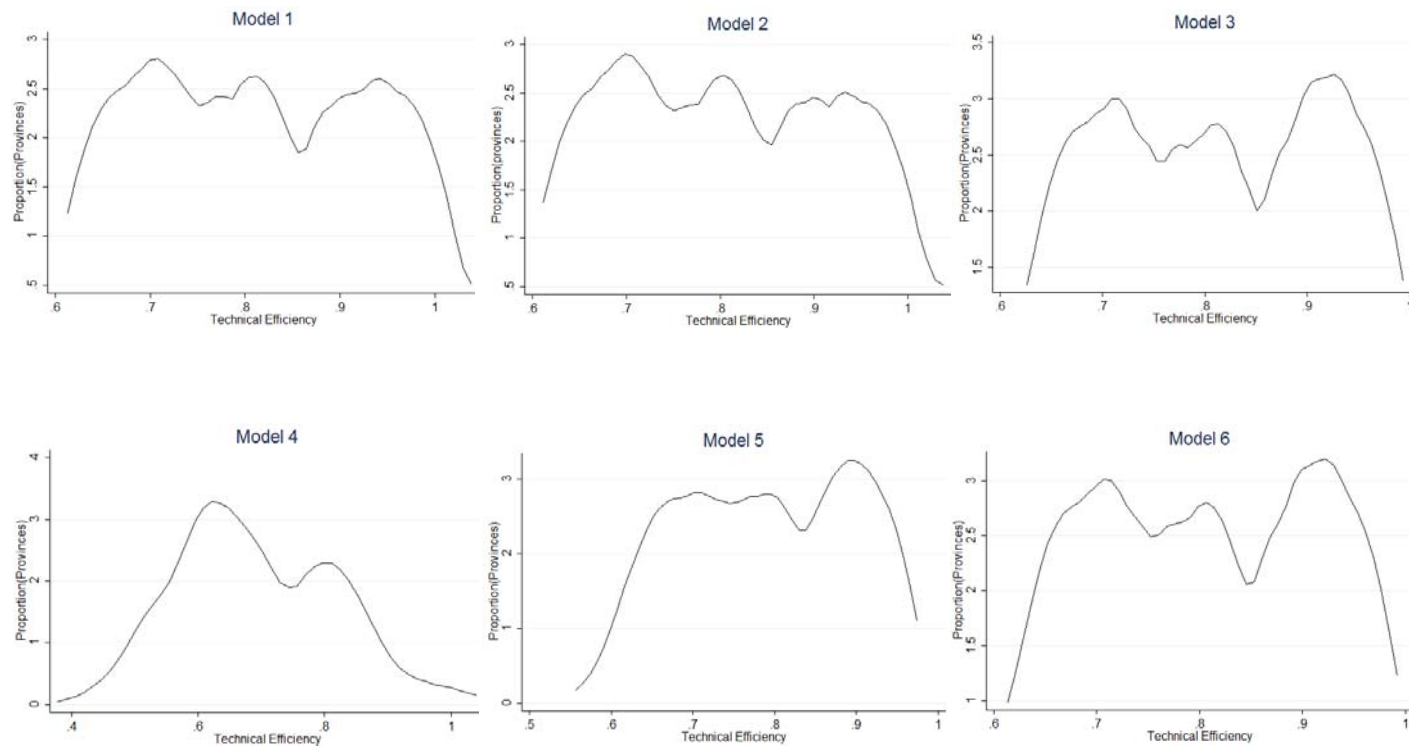 Model 1
Proportion(Provinces)
.5 1 1.5 2 2.5 3
.6 .7 .8 .9 1
Technical Efficiency
Model 2
Proportion(provinces)
.5 1 1.5 2 2.5 3
.6 .7 .8 .9 1
Technical Efficiency
Model 3
Proportion(Provinces)
1.5 2 2.5 3 3.5
.6 .7 .8 .9 1
Technical Efficiency
Model 4
Proportion(Provinces)
0 1 2 3 4
.4 .6 .8 1
Technical Efficiency
Model 5
Proportion(Provinces)
0 1 2 3
.5 .6 .7 .8 .9 1
Technical Efficiency
Model 6
Proportion(Provinces)
1 1.5 2 2.5 3
.6 .7 .8 .9 1
Technical Efficiency